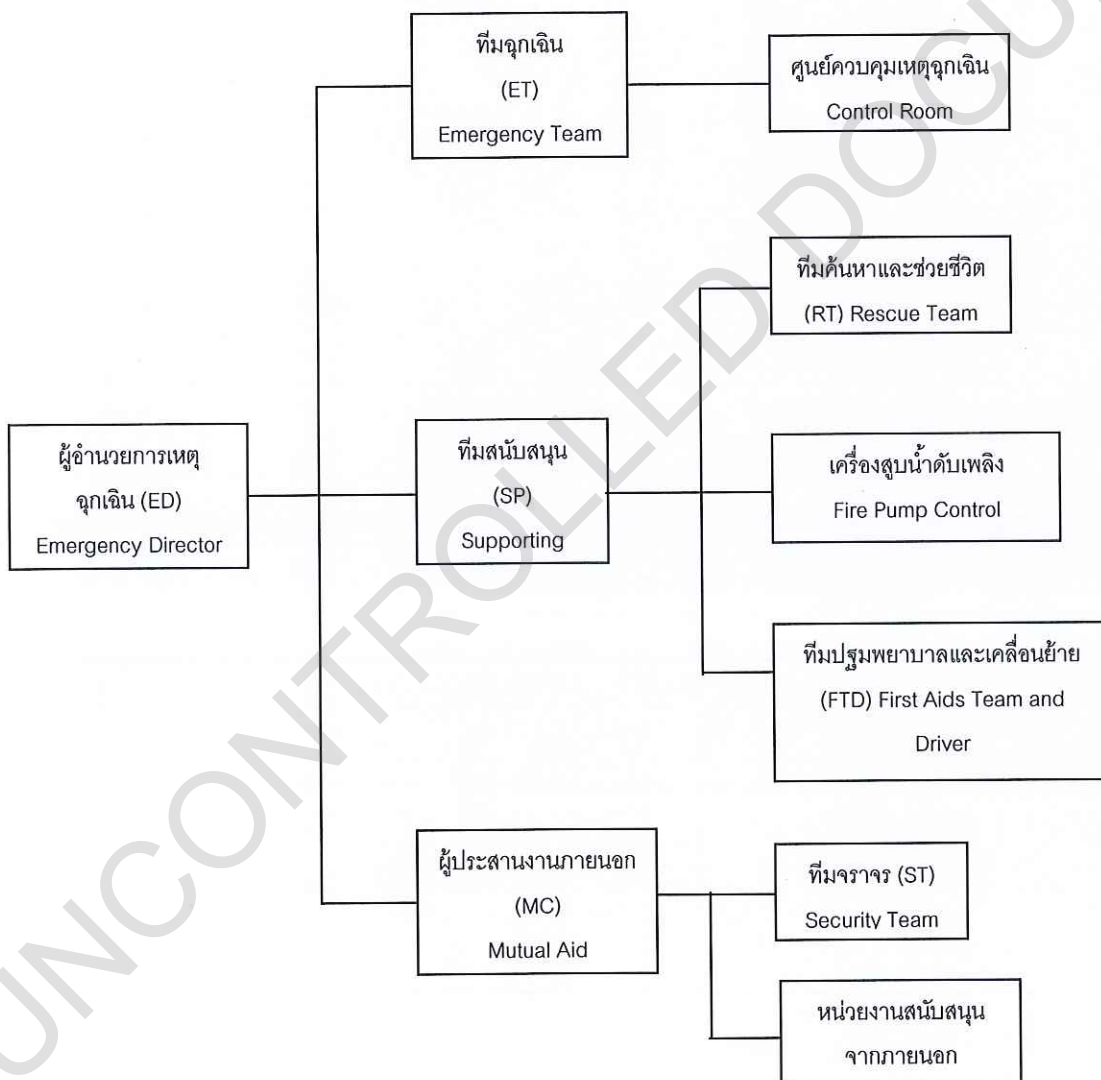 ทีมฉุกเฉิน
(ET)
Emergency Team
ศูนย์ควบคุมเหตุฉุกเฉิน
Control Room
ทีมค้นหาและช่วยชีวิต
(RT) Rescue Team
ผู้อำนวยการเหตุ
ฉุกเฉิน (ED)
Emergency Director
ทีมสนับสนุน
(SP)
Supporting
เครื่องสูบน้ำดับเพลิง
Fire Pump Control
ทีมปฐมพยาบาลและเคลื่อนย้าย
(FTD) First Aids Team and
Driver
ผู้ประสานงานภายนอก
(MC)
Mutual Aid
ทีมจราจร (ST)
Security Team
หน่วยงานสนับสนุน
จากภายนอก
UNCONTROLLED DOCU